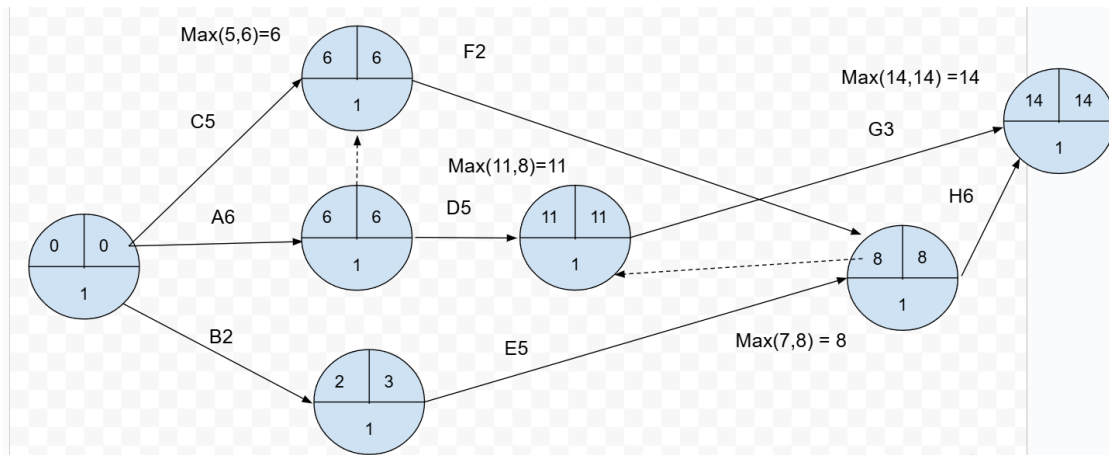 Max(5,6)=6
6 6
1
F2
Max(14,14) =14
14 14
1
C5
G3
Max(11,8)=11
A6
6 6
1
D5
11 11
1
H6
0 0
1
8 8
1
B2
E5
Max(7,8) = 8
2 3
1